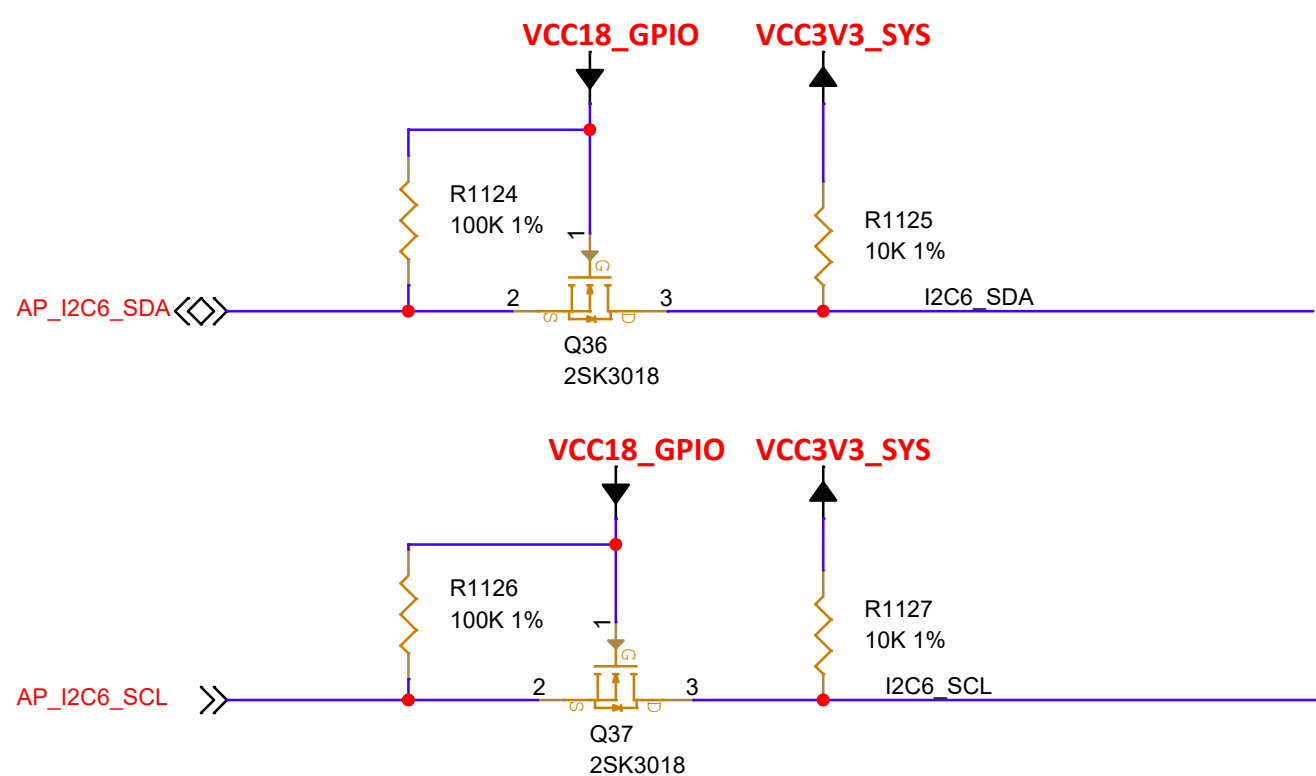 VCC18_GPIO VCC3V3_SYS
R1124
100K 1%
R1125
10K 1%
1
G
AP_I2C6_SDA
2
3
I2C6_SDA
S
D
Q36
2SK3018
VCC18_GPIO VCC3V3_SYS
R1126
100K 1%
R1127
10K 1%
1
G
AP_I2C6_SCL
2
3
I2C6_SCL
S
D
Q37
2SK3018